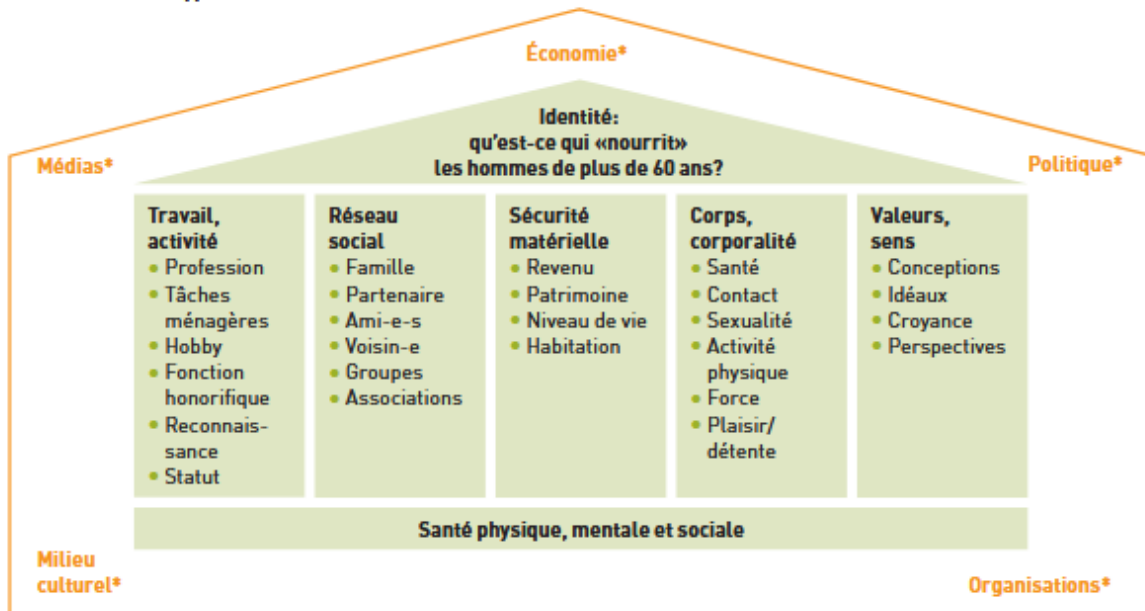 Économie*
Identité:
qu'est-ce qui «nourrit»
les hommes de plus de 60 ans?
Médias*
Politique*
Travail,
activité
• Profession
• Tâches
ménagères
• Hobby
• Fonction
honorifique
• Reconnais-
sance
• Statut
Réseau
social
• Famille
• Partenaire
• Ami-e-s
• Voisin-e
• Groupes
• Associations
Sécurité
matérielle
• Revenu
• Patrimoine
• Niveau de vie
• Habitation
Corps,
corporalité
• Santé
• Contact
• Sexualité
• Activité
physique
• Force
• Plaisir/
détente
Valeurs,
sens
• Conceptions
• Idéaux
• Croyance
• Perspectives
Santé physique, mentale et sociale
Milieu
culturel*
Organisations*